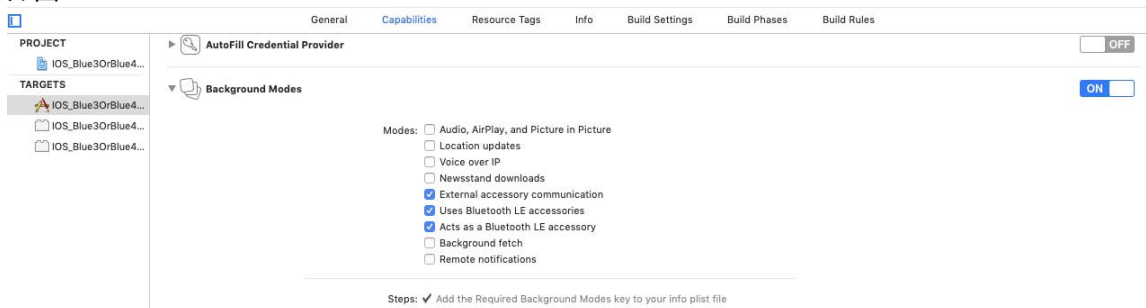 General Capabilities Resource Tags Info Build Settings Build Phases Build Rules
PROJECT
IOS_Blue3OrBlue4...
TARGETS
IOS_Blue3OrBlue4...
IOS_Blue3OrBlue4...
IOS_Blue3OrBlue4...
AutoFill Credential Provider OFF
Background Modes ON
Modes: Audio, AirPlay, and Picture in Picture
Location updates
Voice over IP
Newsstand downloads
External accessory communication
Uses Bluetooth LE accessories
Acts as a Bluetooth LE accessory
Background fetch
Remote notifications
Steps: ✓ Add the Required Background Modes key to your info plist file